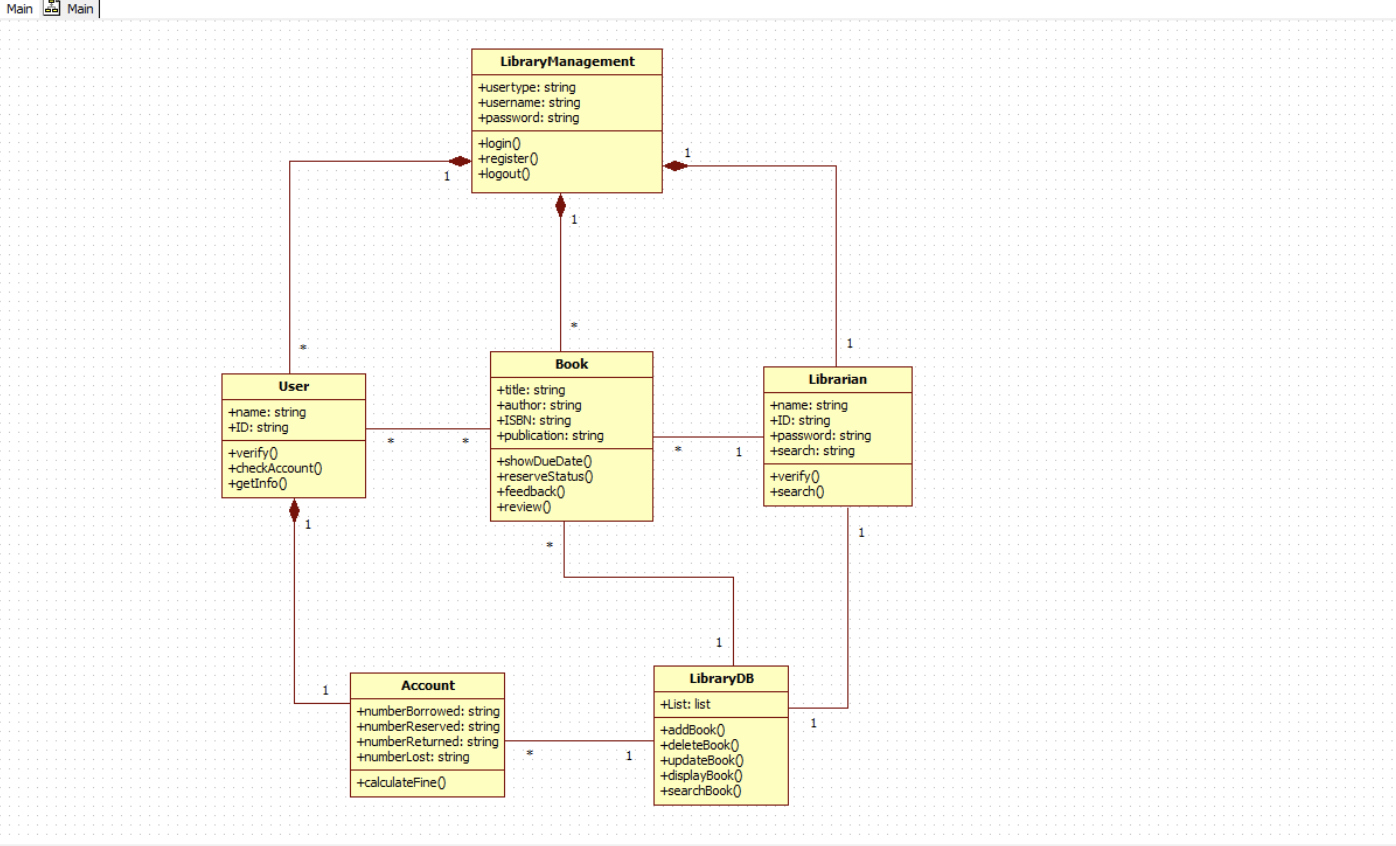 Main Main
LibraryManagement
+usertype: string
+username: string
+password: string
+login()
+register()
+logout()
1
1
1
*
*
1
User
+name: string
+ID: string
+verify()
+checkAccount()
+getInfo()
*
*
Book
+title: string
+author: string
+ISBN: string
+publication: string
+showDueDate()
+reserveStatus()
+feedback()
+review()
*
1
Librarian
+name: string
+ID: string
+password: string
+search: string
+verify()
+search()
1
*
1
1
1
Account
+numberBorrowed: string
+numberReserved: string
+numberReturned: string
+numberLost: string
+calculateFine()
*
1
LibraryDB
+List: list
+addBook()
+deleteBook()
+updateBook()
+displayBook()
+searchBook()
1